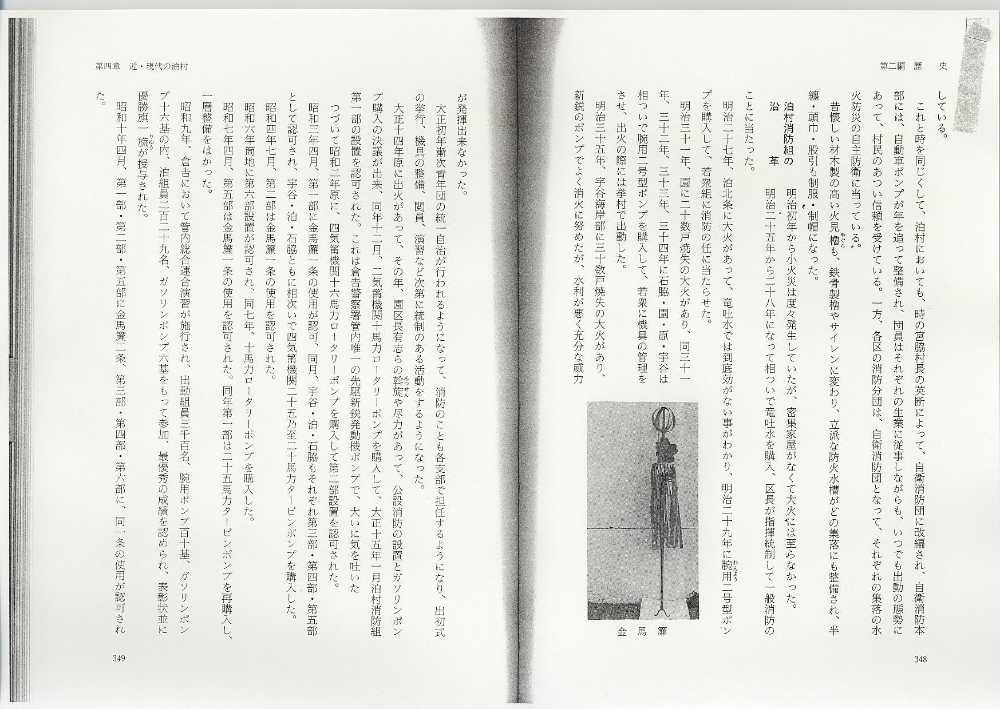 第二編　歴　史
している。
これと時を同じくして、泊村においても、時の宮脇村長の英断によって、自衛消防団に改編され、自衛消防本
部には、自動車ポンプが年を追って整備され、団員はそれぞれの生業に従事しながらも、いつでも出動の態勢に
あって、村民のあつい信頼を受けている。一方、各区の消防分団は、自衛消防団となって、それぞれの集落の水
火防災の自主防衛に当っている。
昔懐しい材木製の高い火見櫓も、鉄骨製櫓やサイレンに変わり、立派な防火水槽がどの集落にも整備され、半
やぐら
纏・頭巾・股引も制服・制帽になった。
泊村消防組の
沿　革
明治初年から小火災は度々発生していたが、密集家屋がなくて大火には至らなかった。
明治二十五年から二十八年になって相ついで竜吐水を購入、区長が指揮統制して一般消防の
ことに当たった。
明治二十七年、泊北条に大火があって、竜吐水では到底効がない事がわかり、明治二十九年に腕用二号型ポン
わんよう
プを購入して、若衆組に消防の任に当たらせた。
明治三十一年、園に二十数戸焼失の大火があり、同三十一
年、三十二年、三十三年、三十四年に石脇・園・原・宇谷は
相ついで腕用二号型ポンプを購入して、若衆に機具の管理を
させ、出火の際には挙村で出動した。
明治三十五年、宇谷海岸部に三十数戸焼失の大火があり、
新鋭のポンプでよく消火に努めたが、水利が悪く充分な威力
金馬簾
348
第四章　近・現代の泊村
が発揮出来なかった。
大正初年漸次青年団の統一自治が行われるようになって、消防のことも各支部で担任するようになり、出初式
の挙行、機具の整備、閲員、演習など次第に統制のある活動をするようになった。
大正十四年原に出火があって、その年、園区長有志らの斡旋や尽力があって、公設消防の設置とガソリンポン
あっせん
プ購入の決議が出来、同年十二月、二気筩機関十馬力ロータリーポンプを購入して、大正十五年一月泊村消防組
第一部の設置を認可された。これは倉吉警察署管内唯一の先駆新鋭発動機ポンプで、大いに気を吐いた
つづいて昭和二年原に、四気筩機関十六馬力ロータリーポンプを購入して第二部設置を認可された。
昭和三年四月、第一部に金馬簾一条の使用が認可、同月、宇谷・泊・石脇もそれぞれ第三部・第四部・第五部
として認可され、宇谷・泊・石脇ともに相次いで四気筩機関二十五乃至二十馬力タービンポンプを購入した。
昭和四年七月、第二部は金馬簾一条の使用を認可された。
昭和六年筒地に第六部設置が認可され、同七年、十馬力ロータリーポンプを購入した。
昭和七年四月、第五部は金馬簾一条の使用を認可された。同年第一部は二十五馬力タービンポンプを再購入し、
一層整備をはかった。
昭和九年、倉吉において管内総合連合演習が施行され、出動組員三千百名、腕用ポンプ百十基、ガソリンポン
プ十六基の内、泊組員二百二十九名、ガソリンポンプ六基をもって参加、最優秀の成績を認められ、表彰状並に
優勝旗一旒が授与された。
りゅう
昭和十年四月、第一部・第二部・第五部に金馬簾二条、第三部・第四部・第六部に、同一条の使用が認可され
た。
349